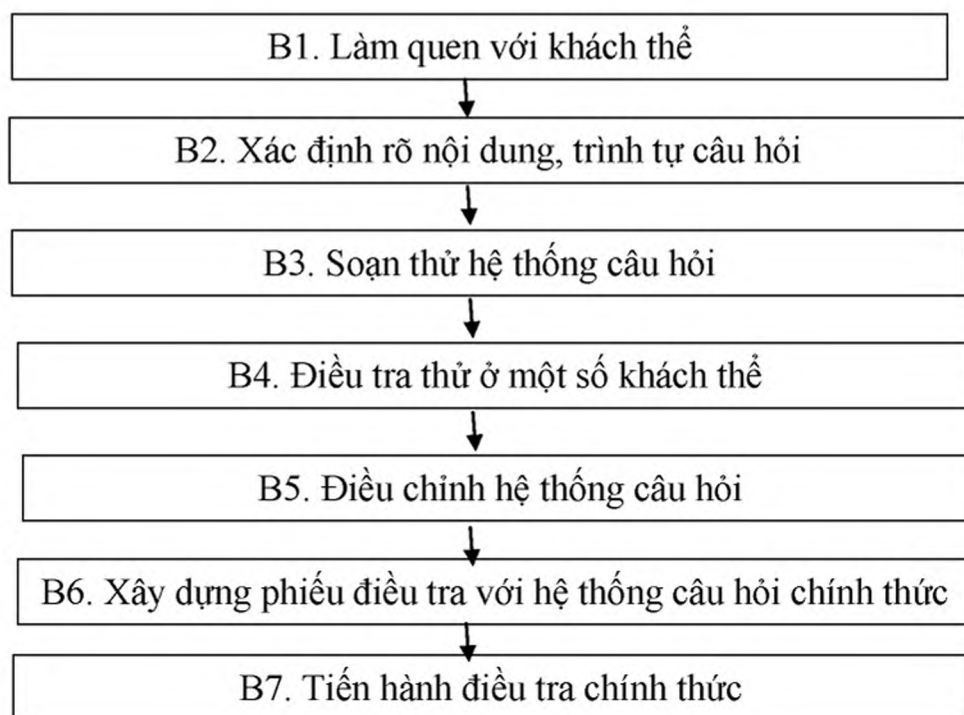 B1. Làm quen với khách thể
B2. Xác định rõ nội dung, trình tự câu hỏi
B3. Soạn thử hệ thống câu hỏi
B4. Điều tra thử ở một số khách thể
B5. Điều chỉnh hệ thống câu hỏi
B6. Xây dựng phiếu điều tra với hệ thống câu hỏi chính thức
B7. Tiến hành điều tra chính thức